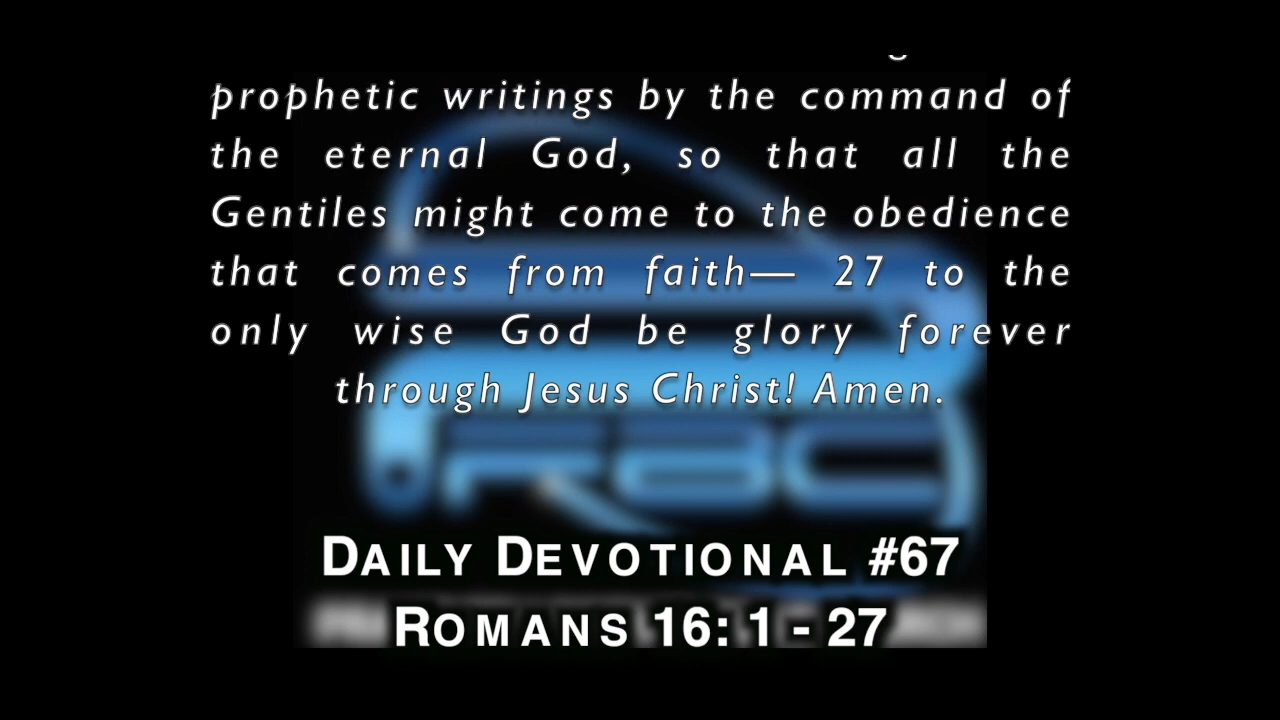 prophetic writings by the command of
the eternal God, so that all the
Gentiles might come to the obedience
that comes from faith— 27 to the
only wise God be glory forever
through Jesus Christ! Amen.
DAILY DEVOTIONAL #67
ROMANS 16: 1 - 27